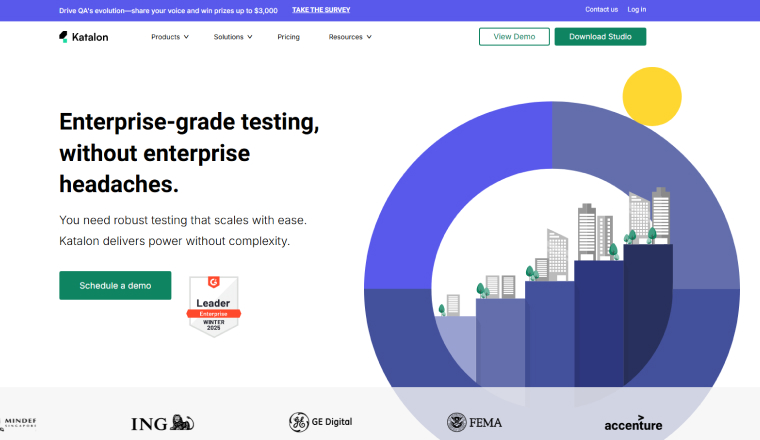 Drive QA's evolution—share your voice and win prizes up to $3,000 TAKE THE SURVEY Contact us Log in
Katalon Products Solutions Pricing Resources View Demo Download Studio
Enterprise-grade testing,
without enterprise
headaches.
You need robust testing that scales with ease.
Katalon delivers power without complexity.
Schedule a demo
G
Leader
Enterprise
WINTER
2025
MINDEF
SINGAPORE
ING
GE Digital
FEMA
accenture